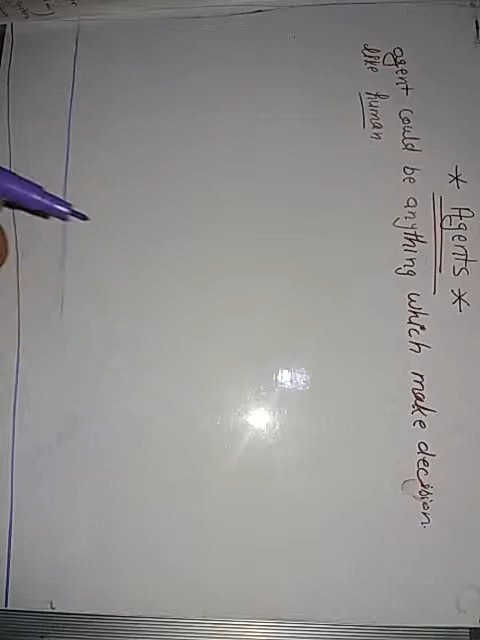 * Agents *
agent could be anything which make decision.
like human